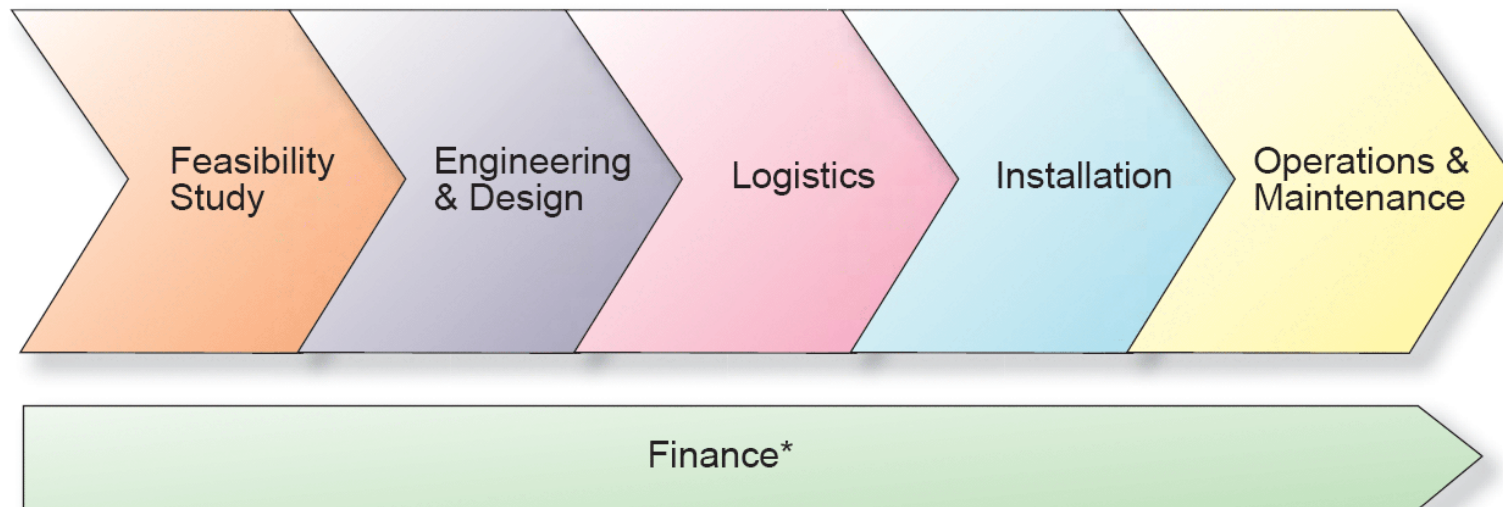 Feasibility
Study
Engineering
& Design
Logistics
Installation
Operations &
Maintenance
Finance*